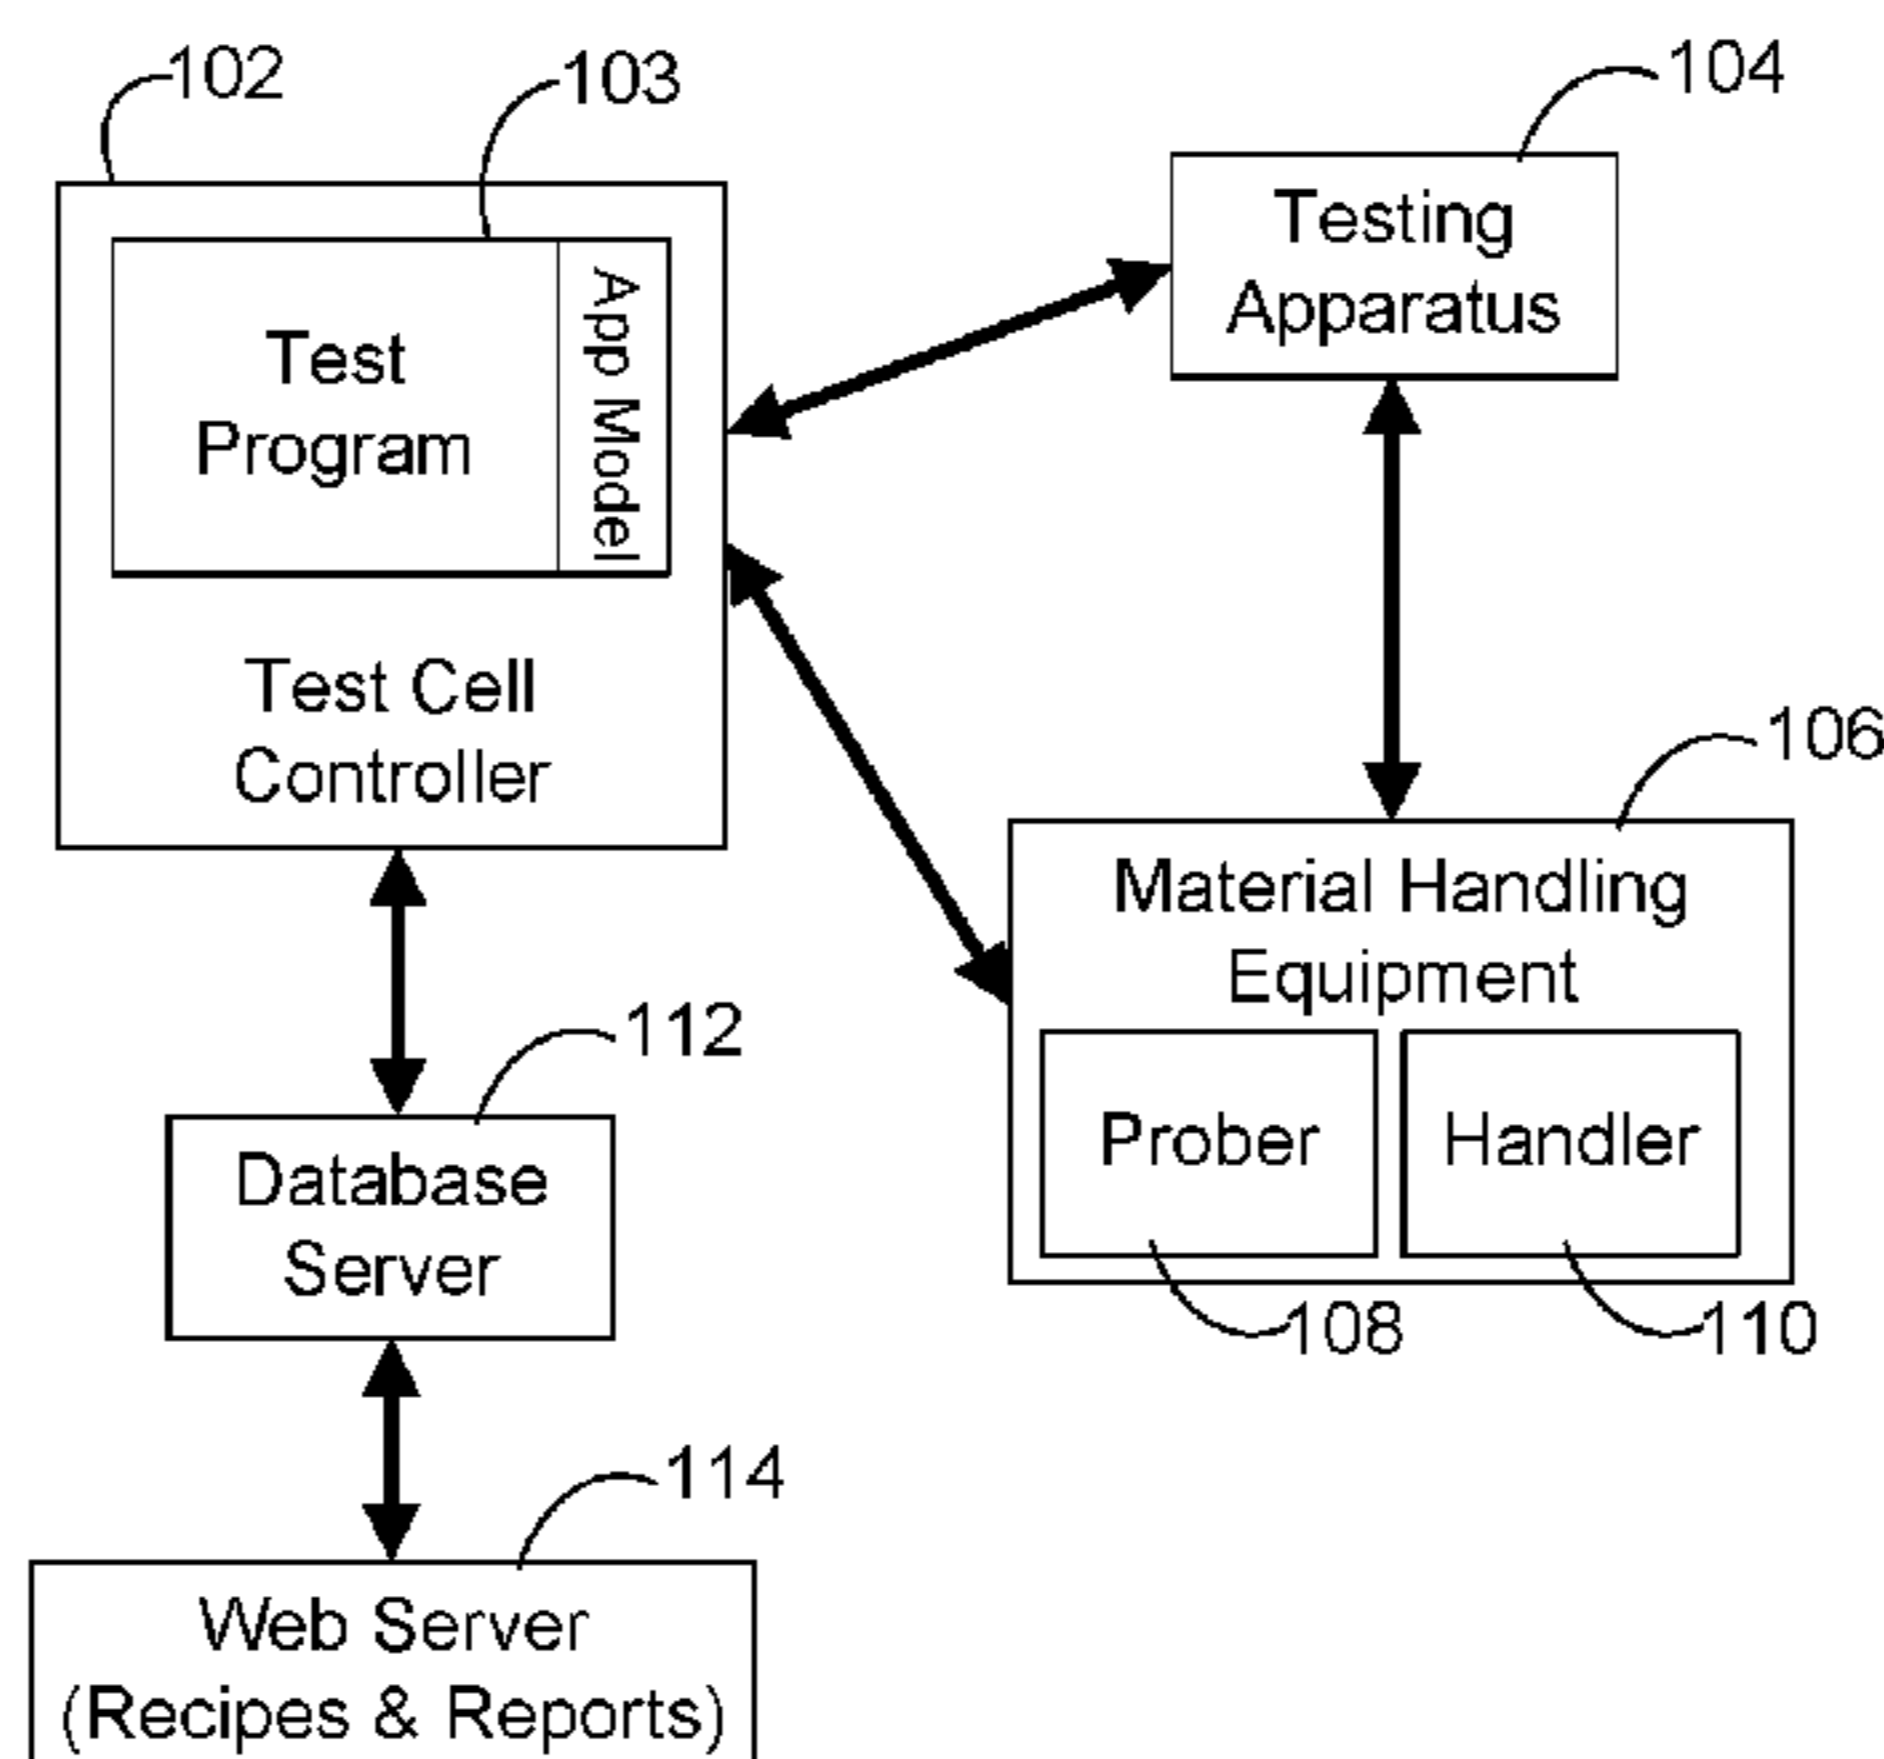 102
103
104
Testing
Apparatus
Test
Program
App Model
Test Cell
Controller
106
Material Handling
Equipment
Prober
Handler
108
110
112
Database
Server
114
Web Server
(Recipes & Reports)